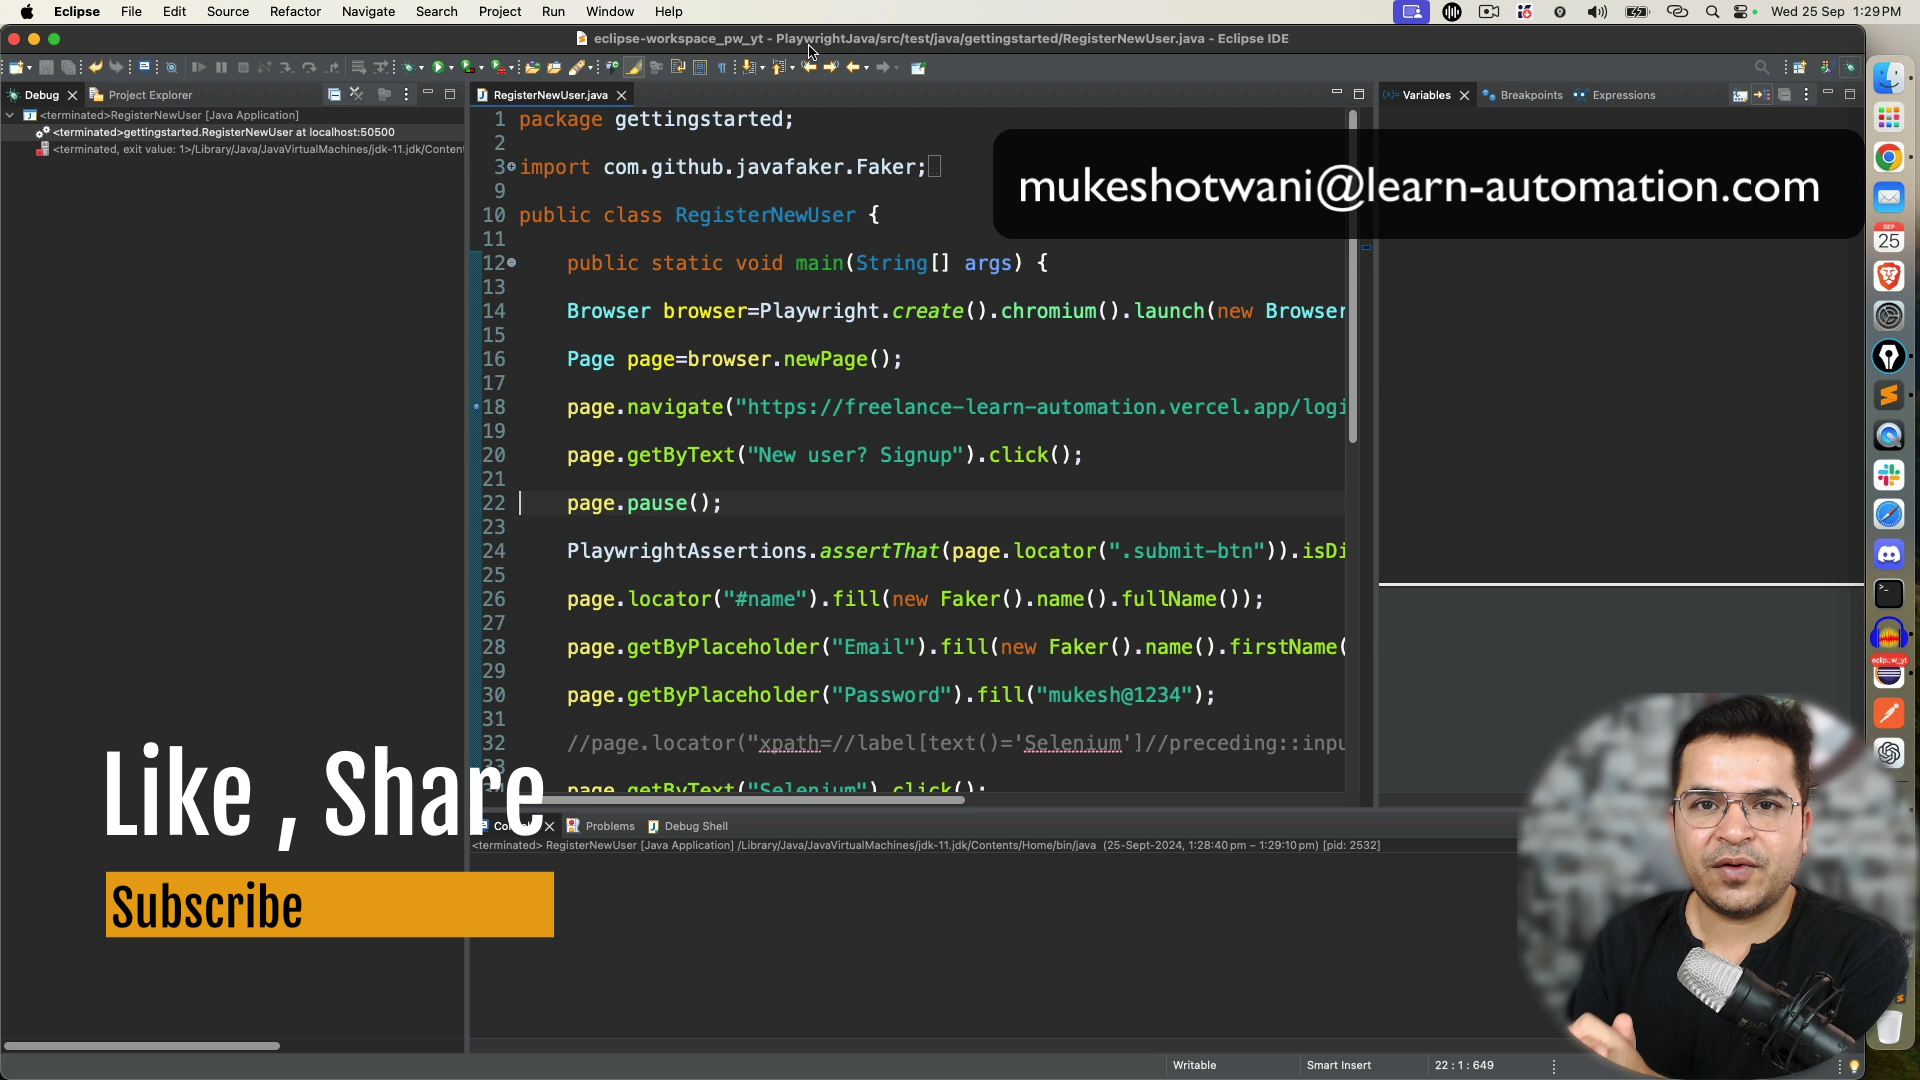 Eclipse File Edit Source Refactor Navigate Search Project Run Window Help Wed 25 Sep 1:29PM
eclipse-workspace_pw_yt - PlaywrightJava/src/test/java/gettingstarted/RegisterNewUser.java - Eclipse IDE
Debug Project Explorer RegisterNewUser.java Variables Breakpoints Expressions
<terminated>RegisterNewUser [Java Application]
<terminated>gettingstarted.RegisterNewUser at localhost:50500
<terminated, exit value: 1>/Library/Java/JavaVirtualMachines/jdk-11.jdk/Conten
1 package gettingstarted;
2
3 import com.github.javafaker.Faker;
9
10 public class RegisterNewUser {
11
12 public static void main(String[] args) {
13
14 Browser browser=Playwright.create().chromium().launch(new Browser
15
16 Page page=browser.newPage();
17
18 page.navigate("https://freelance-learn-automation.vercel.app/logi
19
20 page.getByText("New user? Signup").click();
21
22 page.pause();
23
24 PlaywrightAssertions.assertThat(page.locator(".submit-btn")).isDi
25
26 page.locator("#name").fill(new Faker().name().fullName());
27
28 page.getByPlaceholder("Email").fill(new Faker().name().firstName(
29
30 page.getByPlaceholder("Password").fill("mukesh@1234");
31
32 //page.locator("xpath=//label[text()='Selenium']//preceding::inpu
33
page.getByText("Selenium").click();
mukeshotwani@learn-automation.com
SEP
25
eclip..w_yt
Like , Share
Subscribe
Problems Debug Shell
<terminated> RegisterNewUser [Java Application] /Library/Java/JavaVirtualMachines/jdk-11.jdk/Contents/Home/bin/java (25-Sept-2024, 1:28:40 pm – 1:29:10 pm) [pid: 2532]
Writable Smart Insert 22 : 1 : 649